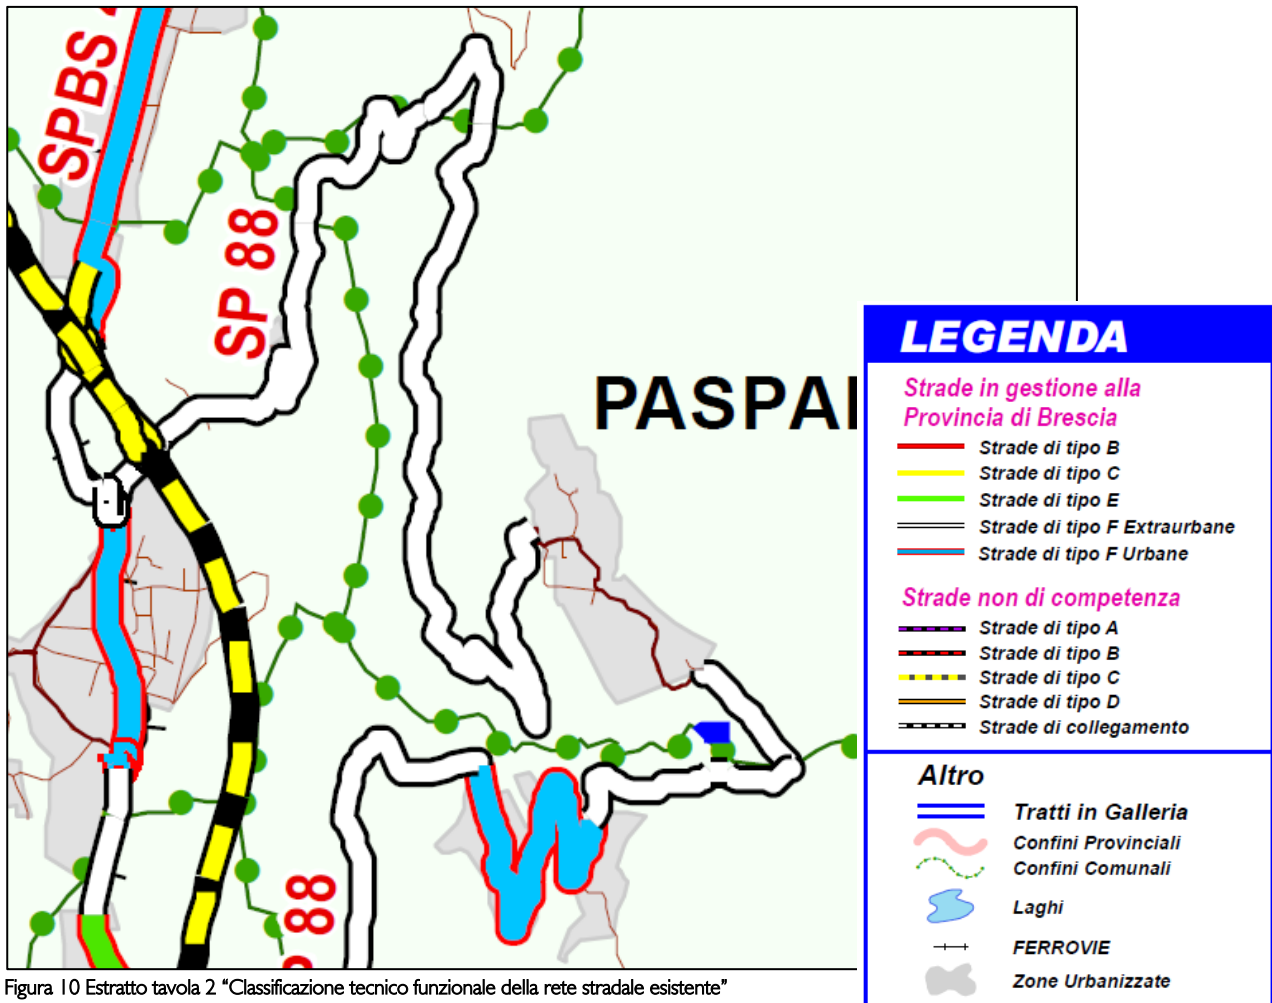 SPBS
SP 88
PASPA
88
LEGENDA
Strade in gestione alla
Provincia di Brescia
Strade di tipo B
Strade di tipo C
Strade di tipo E
Strade di tipo F Extraurbane
Strade di tipo F Urbane
Strade non di competenza
Strade di tipo A
Strade di tipo B
Strade di tipo C
Strade di tipo D
Strade di collegamento
Altro
Tratti in Galleria
Confini Provinciali
Confini Comunali
Laghi
FERROVIE
Zone Urbanizzate
Figura 10 Estratto tavola 2 “Classificazione tecnico funzionale della rete stradale esistente”